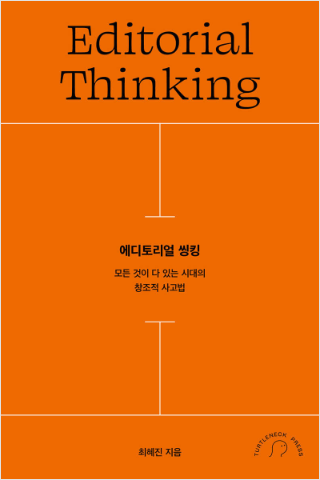 Editorial
Thinking
에디토리얼 씽킹
모든 것이 다 있는 시대의
창조적 사고법
최혜진 지음
TURTLENECK PRESS